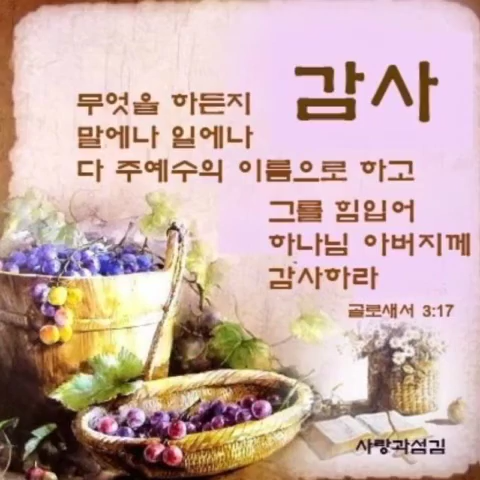 감사
무엇을 하든지
말에나 일에나
다 주예수의 이름으로 하고
그를 힘입어
하나님 아버지께
감사하라
골로새서 3:17
사랑과섬김